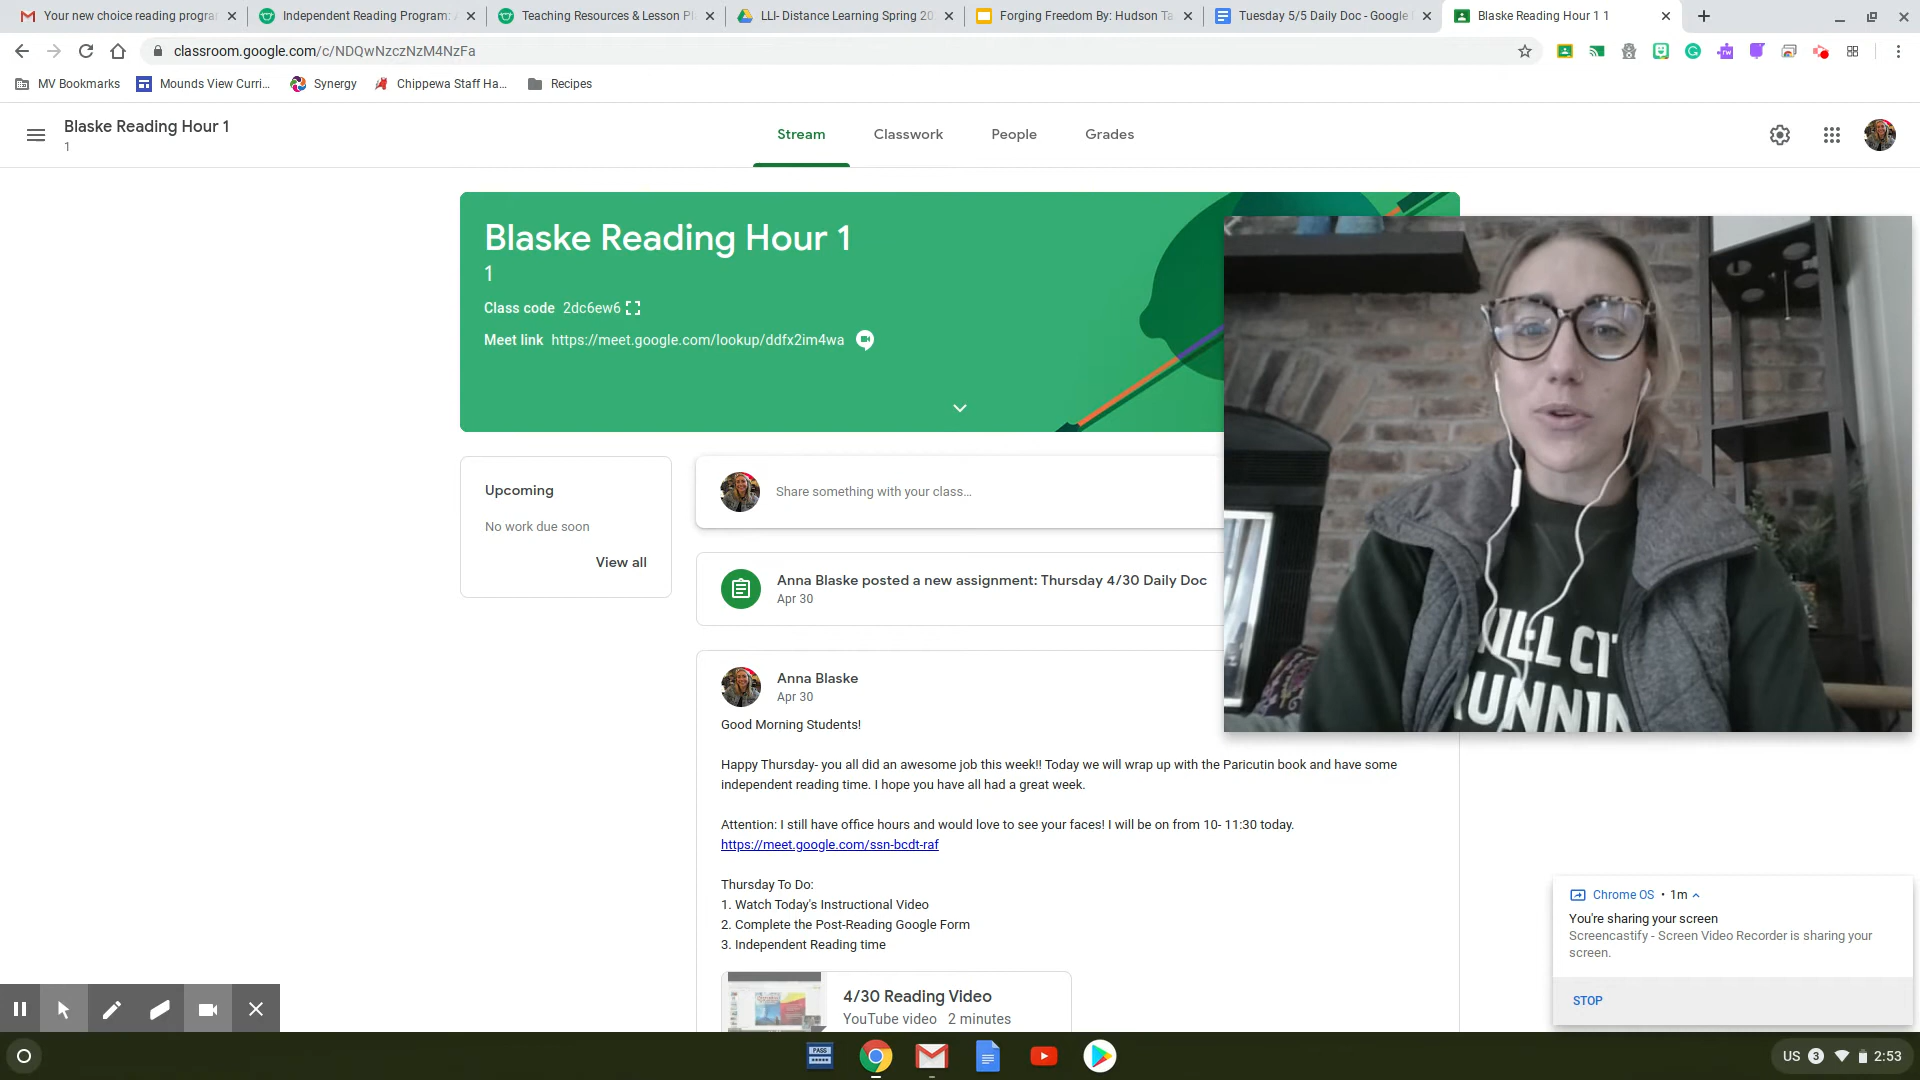 Your new choice reading progra
Independent Reading Program:
Teaching Resources & Lesson Pl
LLI- Distance Learning Spring 20
Forging Freedom By: Hudson Ta
Tuesday 5/5 Daily Doc - Google
Blaske Reading Hour 1 1
classroom.google.com/c/NDQwNzczNzM4NzFa
MV Bookmarks
Mounds View Curri...
Synergy
Chippewa Staff Ha...
Recipes
Blaske Reading Hour 1
1
Stream
Classwork
People
Grades
Blaske Reading Hour 1
1
Class code 2dc6ew6
Meet link https://meet.google.com/lookup/ddfx2im4wa
Upcoming
No work due soon
View all
Share something with your class...
Anna Blaske posted a new assignment: Thursday 4/30 Daily Doc
Apr 30
Anna Blaske
Apr 30
Good Morning Students!
Happy Thursday- you all did an awesome job this week!! Today we will wrap up with the Paricutin book and have some
independent reading time. I hope you have all had a great week.
Attention: I still have office hours and would love to see your faces! I will be on from 10- 11:30 today.
https://meet.google.com/ssn-bcdt-raf
Thursday To Do:
1. Watch Today's Instructional Video
2. Complete the Post-Reading Google Form
3. Independent Reading time
4/30 Reading Video
YouTube video 2 minutes
Chrome OS • 1m
You're sharing your screen
Screencastify - Screen Video Recorder is sharing your
screen.
STOP
PASS
US 3 2:53